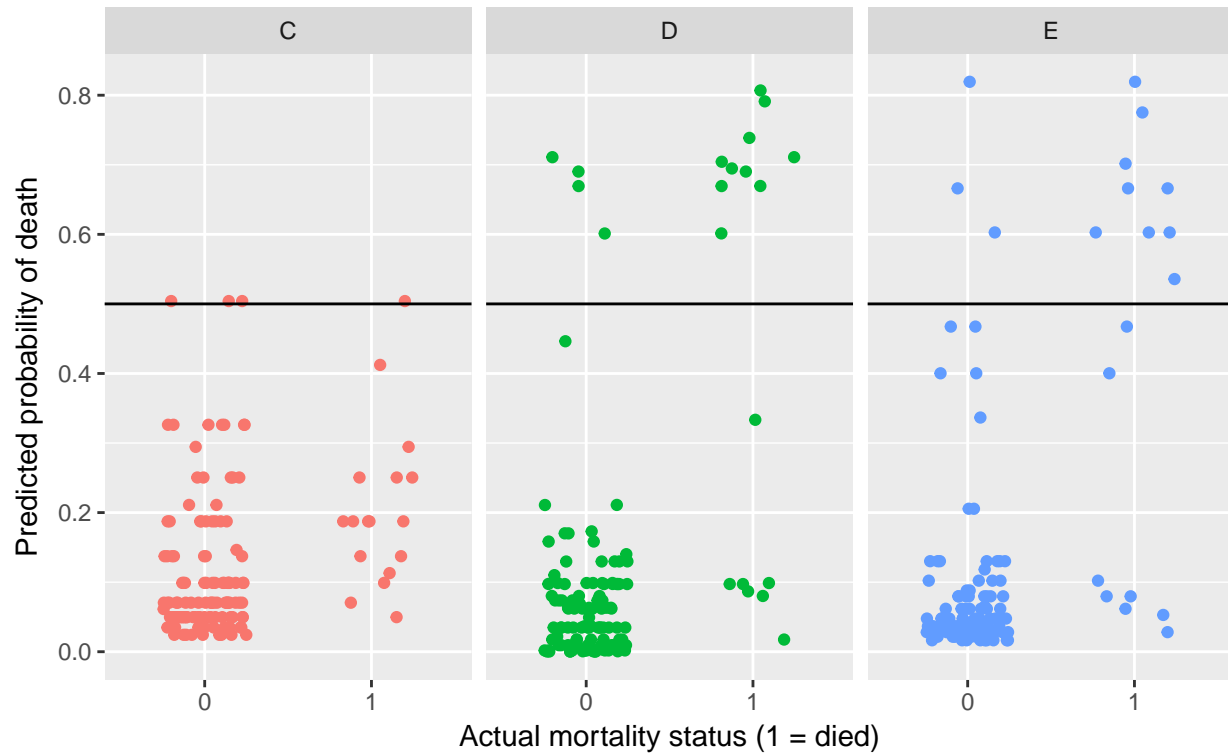 C
D
E
Predicted probability of death
0.8
0.6
0.4
0.2
0.0
0
1
0
1
0
1
Actual mortality status (1 = died)